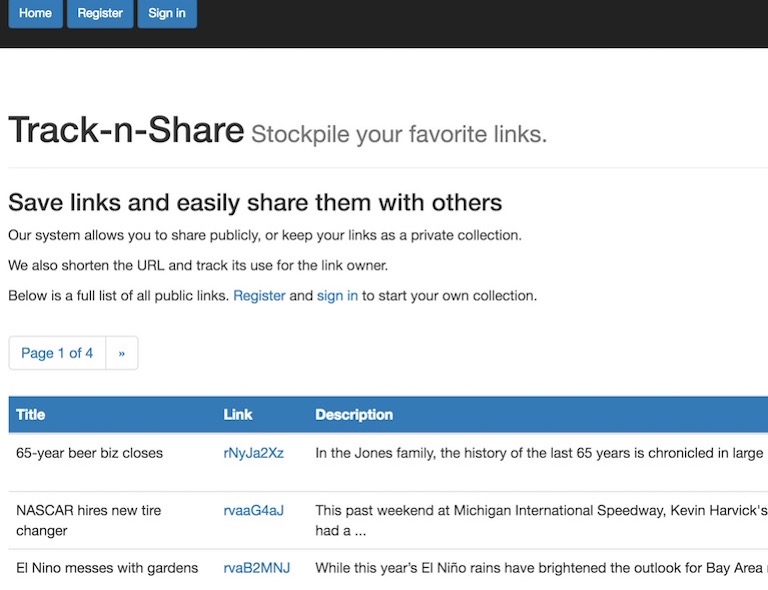 Home Register Sign in
Track-n-Share Stockpile your favorite links.
Save links and easily share them with others
Our system allows you to share publicly, or keep your links as a private collection.
We also shorten the URL and track its use for the link owner.
Below is a full list of all public links. Register and sign in to start your own collection.
Page 1 of 4 »
Title Link Description
65-year beer biz closes rNyJa2Xz In the Jones family, the history of the last 65 years is chronicled in large
NASCAR hires new tire rvaaG4aJ This past weekend at Michigan International Speedway, Kevin Harvick's
changer had a ...
El Nino messes with gardens rvaB2MNJ While this year’s El Niño rains have brightened the outlook for Bay Area